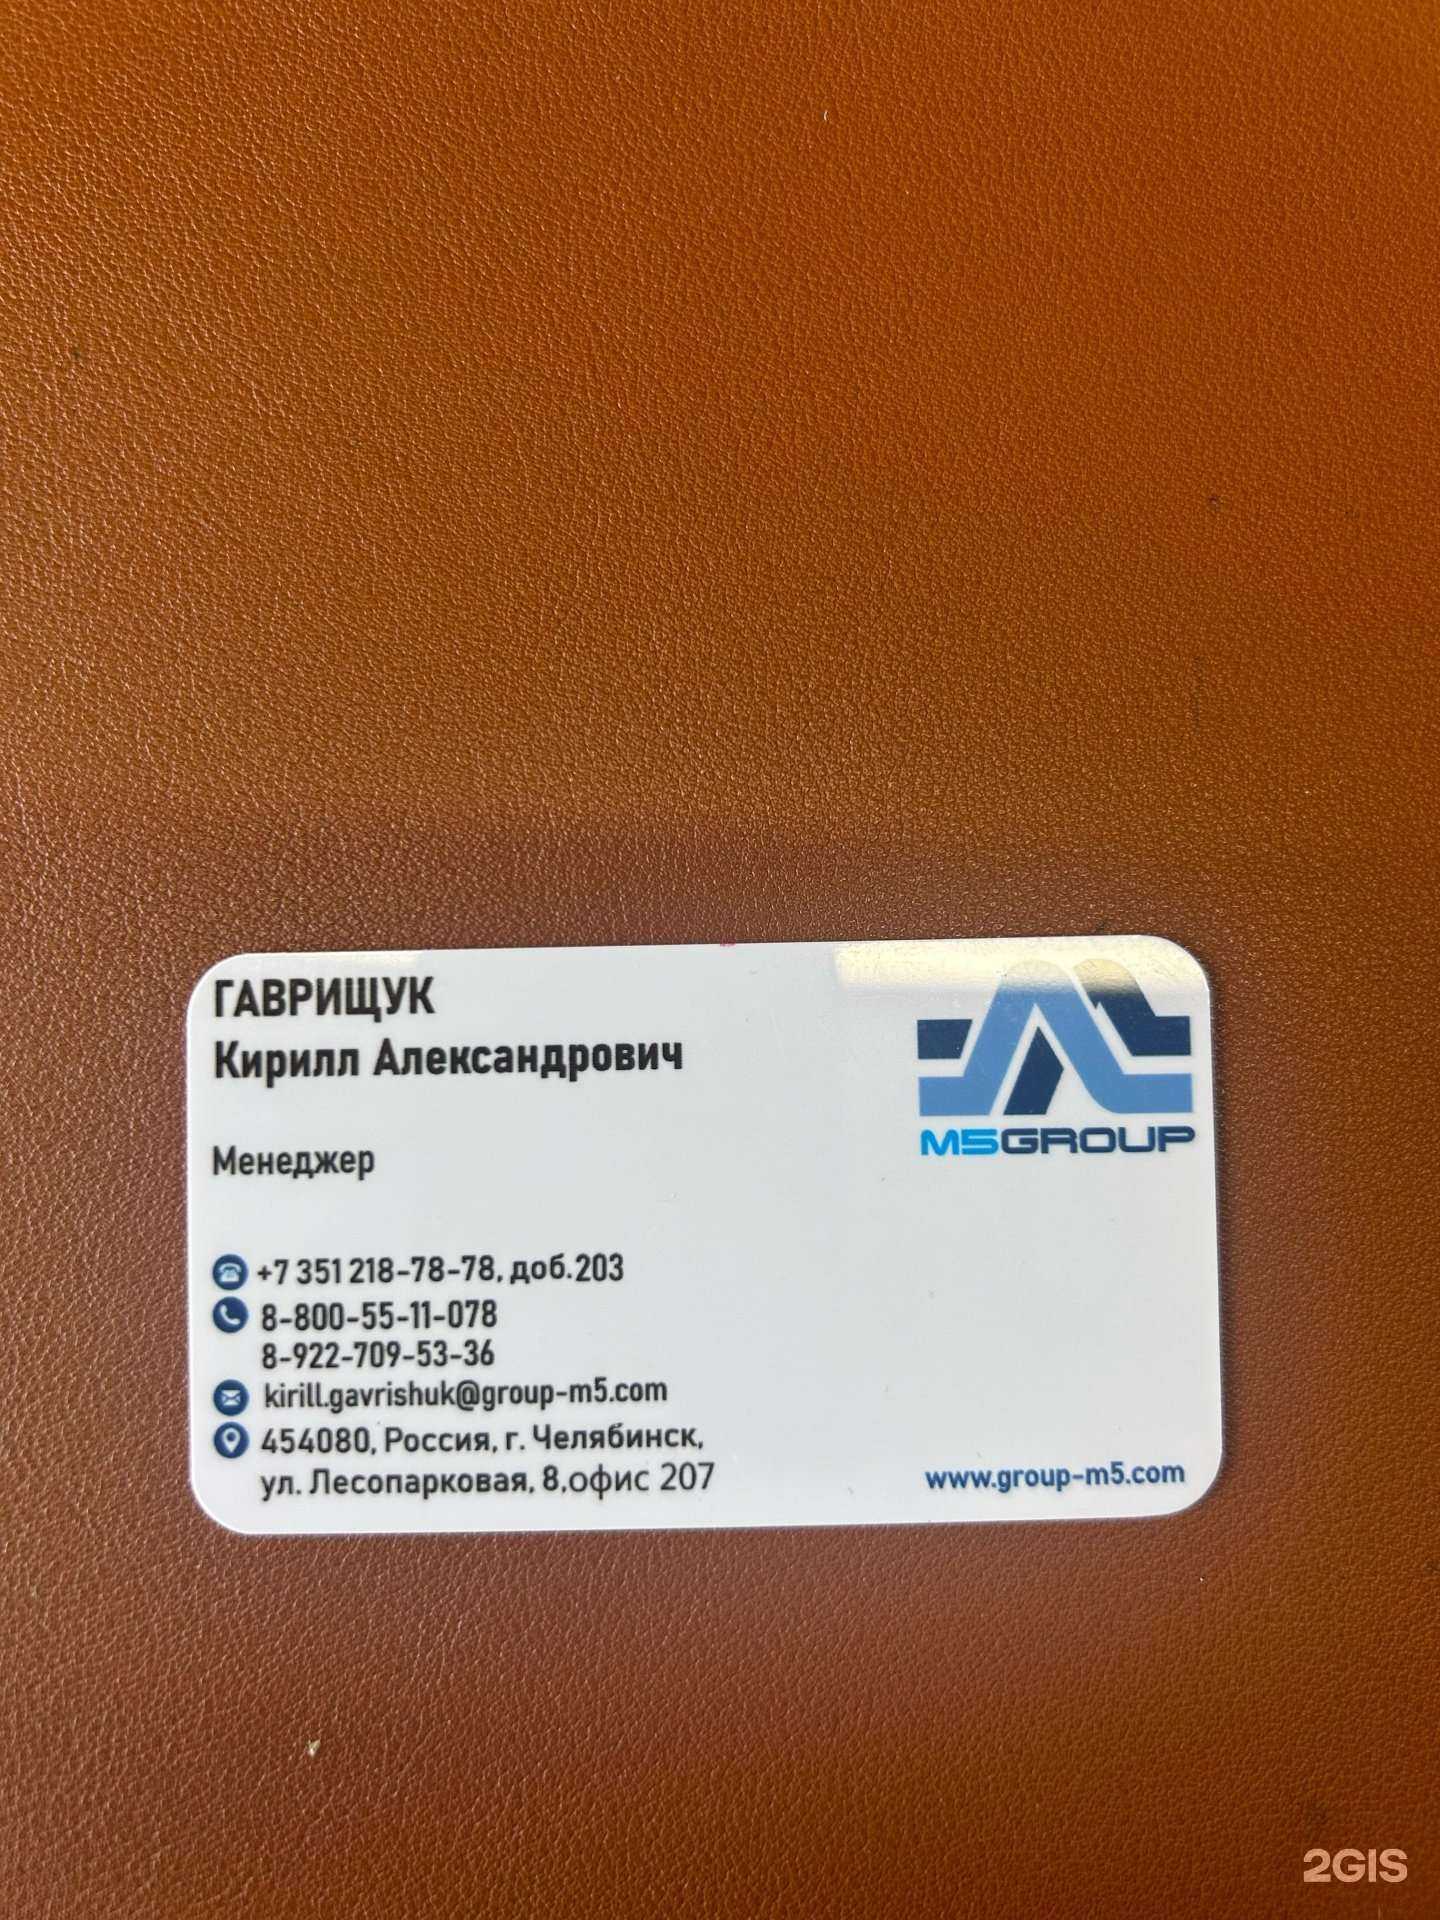 ГАВРИЩУК
Кирилл Александрович
M5GROUP
Менеджер
+7 351 218-78-78, доб.203
8-800-55-11-078
8-922-709-53-36
kirill.gavrishuk@group-m5.com
454080, Россия, г. Челябинск,
ул. Лесопарковая, 8,офис 207
www.group-m5.com
2GIS